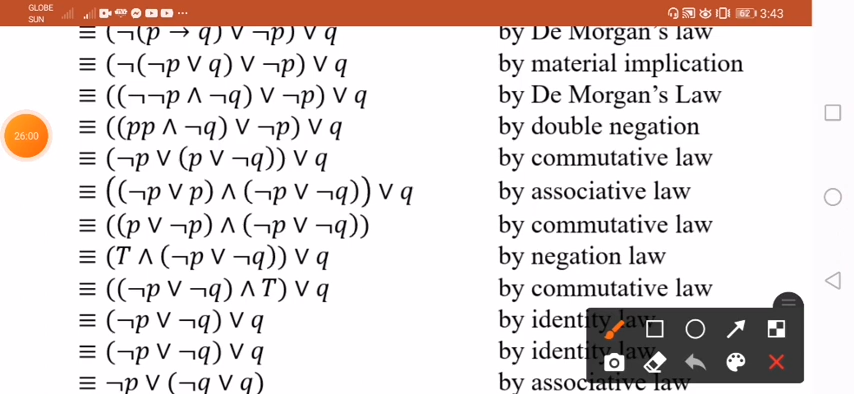 GLOBE
SUN
62 3:43
≡ (¬(p → q) ∨ ¬p) ∨ q by De Morgan's law
≡ (¬(¬p ∨ q) ∨ ¬p) ∨ q by material implication
26:00
≡ ((¬¬p ∧ ¬q) ∨ ¬p) ∨ q by De Morgan's Law
≡ ((pp ∧ ¬q) ∨ ¬p) ∨ q by double negation
≡ (¬p ∨ (p ∨ ¬q)) ∨ q by commutative law
≡ ((¬p ∨ p) ∧ (¬p ∨ ¬q)) ∨ q by associative law
≡ ((p ∨ ¬p) ∧ (¬p ∨ ¬q)) by commutative law
≡ (T ∧ (¬p ∨ ¬q)) ∨ q by negation law
≡ ((¬p ∨ ¬q) ∧ T) ∨ q by commutative law
≡ (¬p ∨ ¬q) ∨ q by identity law
≡ (¬p ∨ ¬q) ∨ q by identity law
≡ ¬p ∨ (¬q ∨ q) by associative law